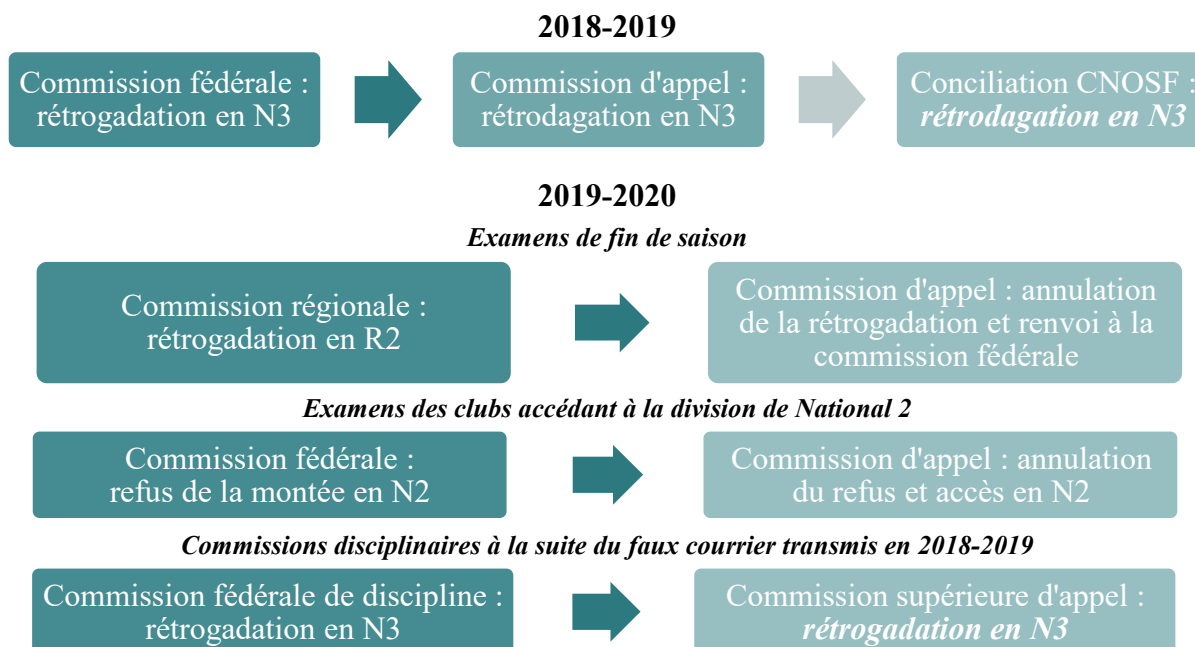 2018-2019
Commission fédérale :
rétrogadation en N3
Commission d'appel :
rétrodagation en N3
Conciliation CNOSF :
rétrodagation en N3
2019-2020
Examens de fin de saison
Commission régionale :
rétrogadation en R2
Commission d'appel : annulation
de la rétrogadation et renvoi à la
commission fédérale
Examens des clubs accédant à la division de National 2
Commission fédérale :
refus de la montée en N2
Commission d'appel : annulation
du refus et accès en N2
Commissions disciplinaires à la suite du faux courrier transmis en 2018-2019
Commission fédérale de discipline :
rétrogadation en N3
Commission supérieure d'appel :
rétrogadation en N3